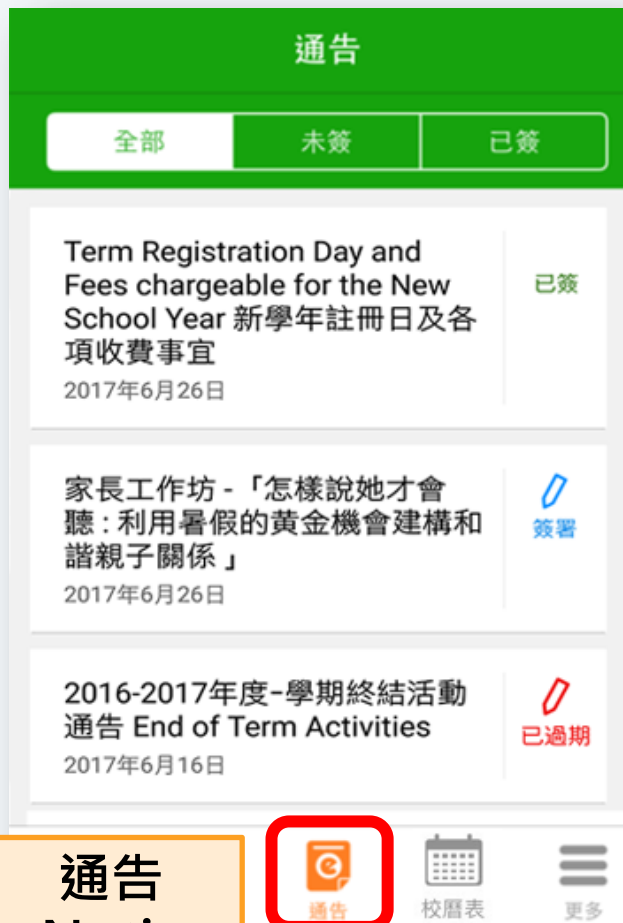 通告
全部 未簽 已簽
Term Registration Day and
Fees chargeable for the New
School Year 新學年註冊日及各
項收費事宜
2017年6月26日
已簽
家長工作坊 -「怎樣說她才會
聽 : 利用暑假的黃金機會建構和
諧親子關係 」
2017年6月26日
簽署
2016-2017年度-學期終結活動
通告 End of Term Activities
2017年6月16日
已過期
通告
通告 校曆表 更多